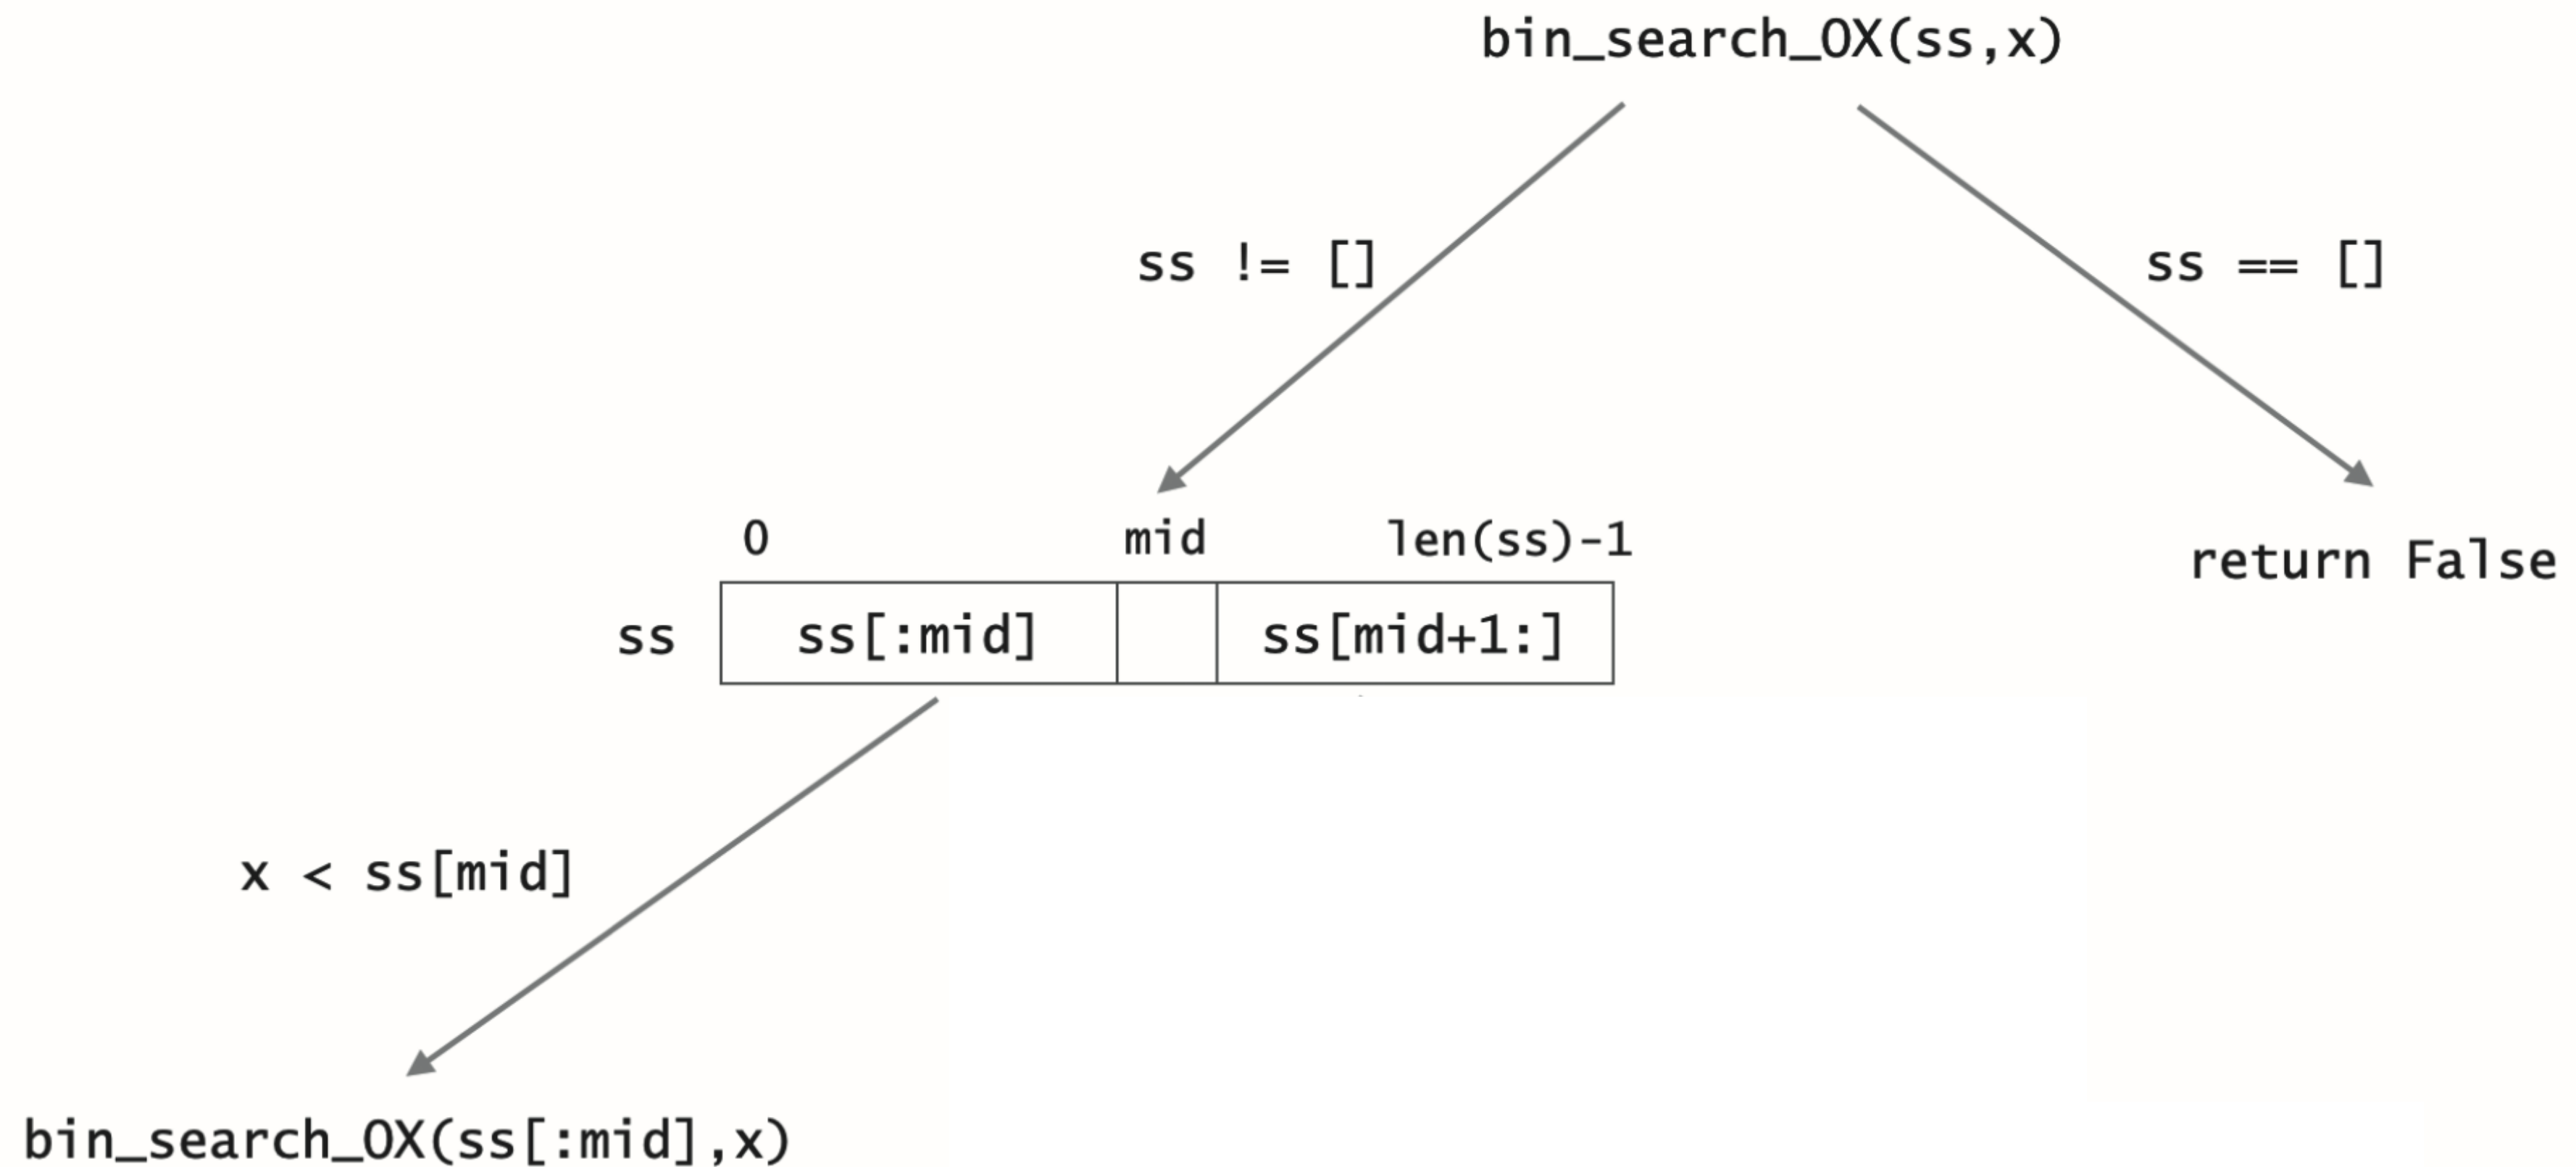 bin_search_OX(ss,x)
ss != []
ss == []
0 mid len(ss)-1
return False
ss ss[:mid] ss[mid+1:]
x < ss[mid]
bin_search_OX(ss[:mid],x)